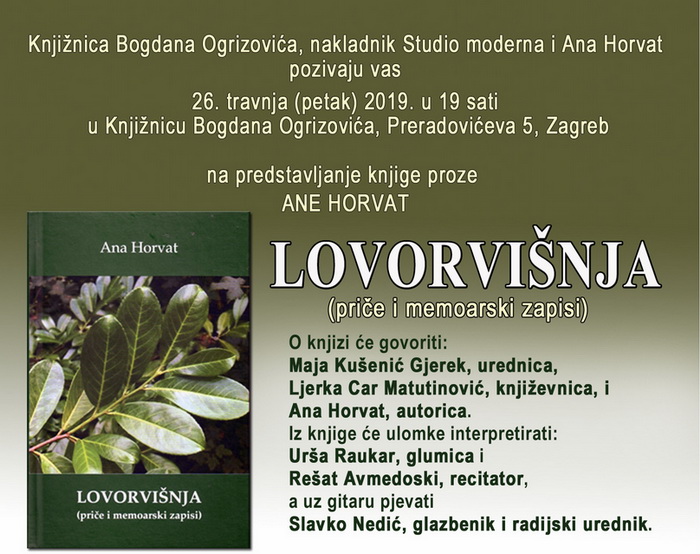 Knjižnica Bogdana Ogrizovića, nakladnik Studio moderna i Ana Horvat
pozivaju vas
26. travnja (petak) 2019. u 19 sati
u Knjižnicu Bogdana Ogrizovića, Preradovićeva 5, Zagreb
na predstavljanje knjige proze
ANE HORVAT
LOVORVIŠNJA
(priče i memoarski zapisi)
O knjizi će govoriti:
Maja Kušenić Gjerek, urednica,
Ljerka Car Matutinović, književnica, i
Ana Horvat, autorica.
Iz knjige će ulomke interpretirati:
Urša Raukar, glumica i
Rešat Avmedoski, recitator,
a uz gitaru pjevati
Slavko Nedić, glazbenik i radijski urednik.
Ana Horvat
LOVORVIŠNJA
(priče i memoarski zapisi)